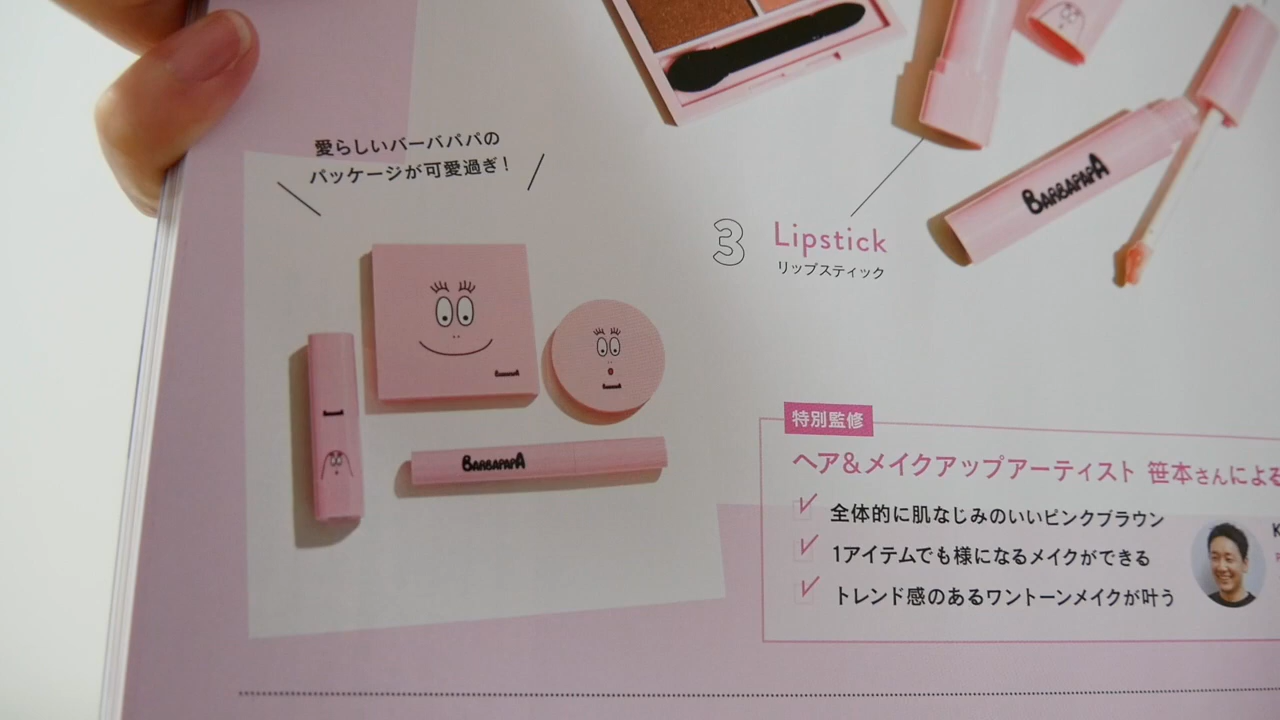 愛らしいバーバパパの
パッケージが可愛過ぎ!
BARBAPAPA
3 Lipstick
リップスティック
BARBAPAPA
特別監修
ヘア&メイクアップアーティスト 笹本さんによる
全体的に肌なじみのいいピンクブラウン
1アイテムでも様になるメイクができる
トレンド感のあるワントーンメイクが叶う
K